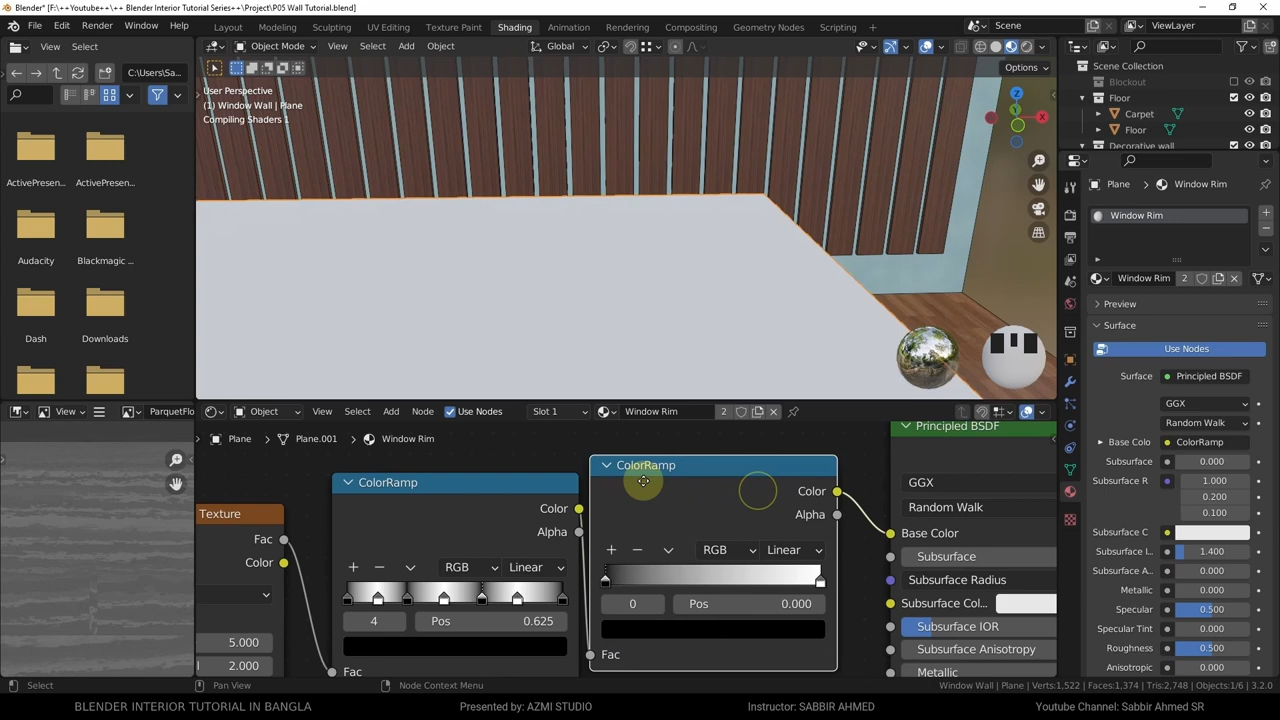 Blender* [F:\++Youtube++\++ Blender Interior Tutorial Series++\Project\P05 Wall Tutorial.blend]
File Edit Render Window Help Layout Modeling Sculpting UV Editing Texture Paint Shading Animation Rendering Compositing Geometry Nodes Scripting Scene ViewLayer
View Select Object Mode View Select Add Object Global
C:\Users\Sa... Options
User Perspective
(1) Window Wall | Plane
Compiling Shaders 1
Z
Y
X
Scene Collection
Blockout
Floor
Carpet
Floor
Decorative wall
ActivePresen... ActivePresen...
Audacity Blackmagic ...
Dash Downloads
Plane Window Rim
Window Rim
Window Rim 2
Preview
Surface
Use Nodes
Surface Principled BSDF
GGX
Random Walk
Base Colo ColorRamp
Subsurface 0.000
Subsurface R 1.000
0.200
0.100
Subsurface C
Subsurface I... 1.400
Subsurface A... 0.000
Metallic 0.000
Specular 0.500
Specular Tint 0.000
Roughness 0.500
Anisotropic 0.000
View ParquetFlo Object View Select Add Node Use Nodes Slot 1 Window Rim 2
Plane Plane.001 Window Rim
Texture
Fac
Color
5.000
2.000
ColorRamp
Color
Alpha
RGB Linear
4 Pos 0.625
Fac
ColorRamp
Color
Alpha
RGB Linear
0 Pos 0.000
Fac
Principled BSDF
GGX
Random Walk
Base Color
Subsurface
Subsurface Radius
Subsurface Col...
Subsurface IOR
Subsurface Anisotropy
Metallic
Select Pan View Node Context Menu Window Wall | Plane | Verts:1,522 | Faces:1,374 | Tris:2,748 | Objects:1/6 | 3.2.0
BLENDER INTERIOR TUTORIAL IN BANGLA Presented by: AZMI STUDIO Instructor: SABBIR AHMED Youtube Channel: Sabbir Ahmed SR